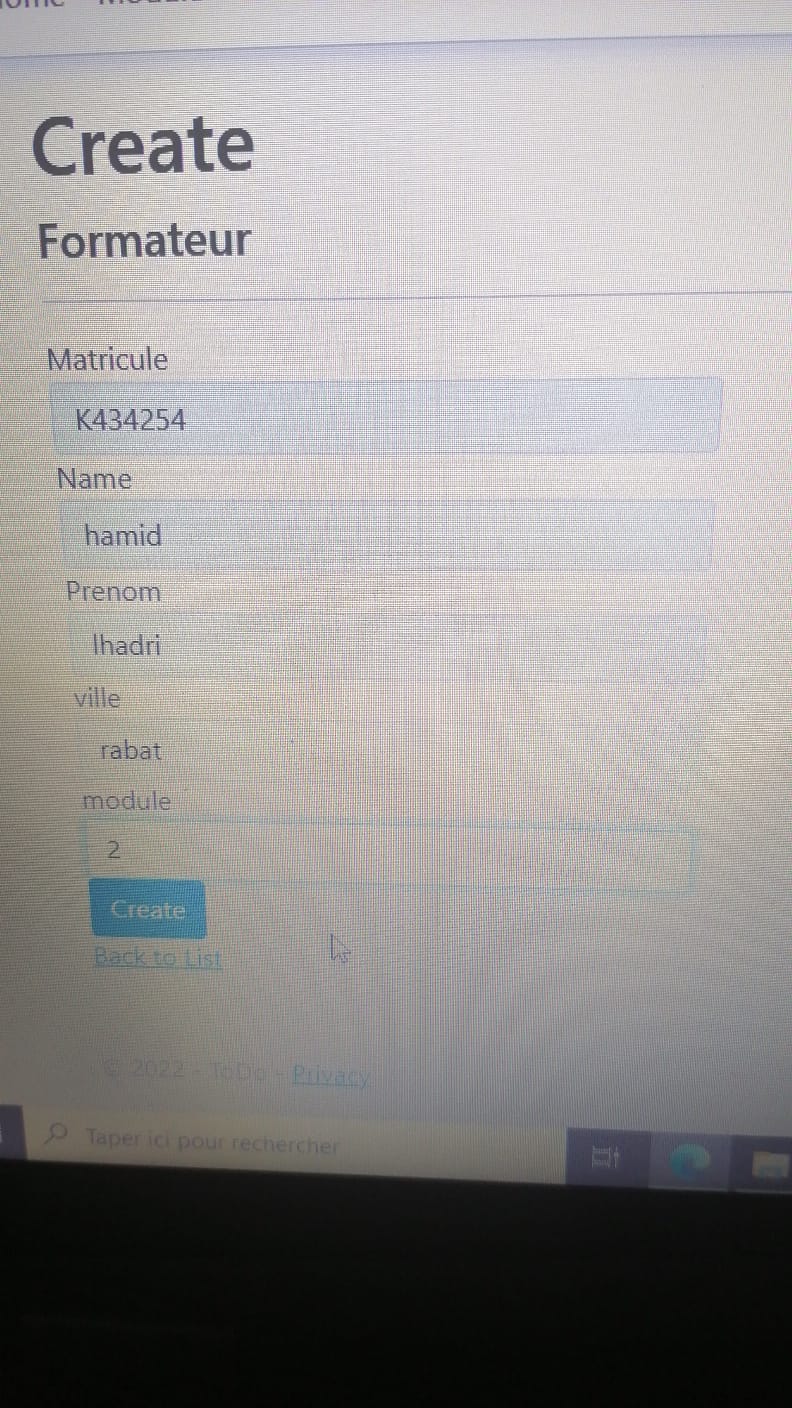 Create
Formateur
Matricule
K434254
Name
hamid
Prenom
lhadri
ville
rabat
module
2
Create
Back to List
© 2022 - ToDo - Privacy
Taper ici pour rechercher